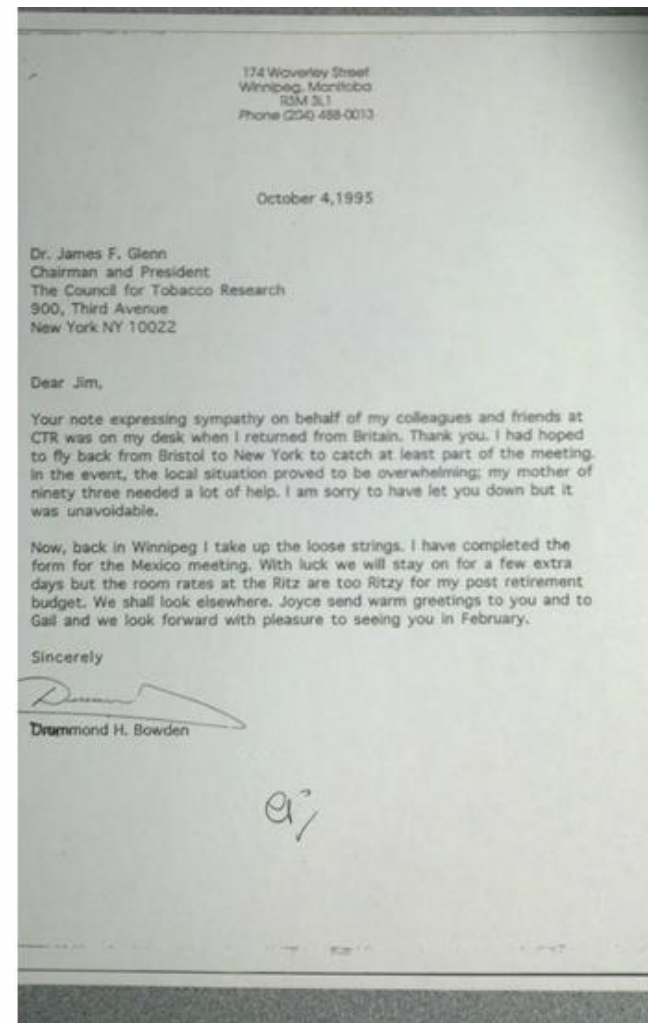 174 Waverley Street
Winnipeg, Manitoba
R3M 3L1
Phone (204) 488-0013
October 4,1995
Dr. James F. Glenn
Chairman and President
The Council for Tobacco Research
900, Third Avenue
New York NY 10022
Dear Jim,
Your note expressing sympathy on behalf of my colleagues and friends at
CTR was on my desk when I returned from Britain. Thank you. I had hoped
to fly back from Bristol to New York to catch at least part of the meeting.
In the event, the local situation proved to be overwhelming; my mother of
ninety three needed a lot of help. I am sorry to have let you down but it
was unavoidable.
Now, back in Winnipeg I take up the loose strings. I have completed the
form for the Mexico meeting. With luck we will stay on for a few extra
days but the room rates at the Ritz are too Ritzy for my post retirement
budget. We shall look elsewhere. Joyce send warm greetings to you and to
Gail and we look forward with pleasure to seeing you in February.
Sincerely
Drummond H. Bowden